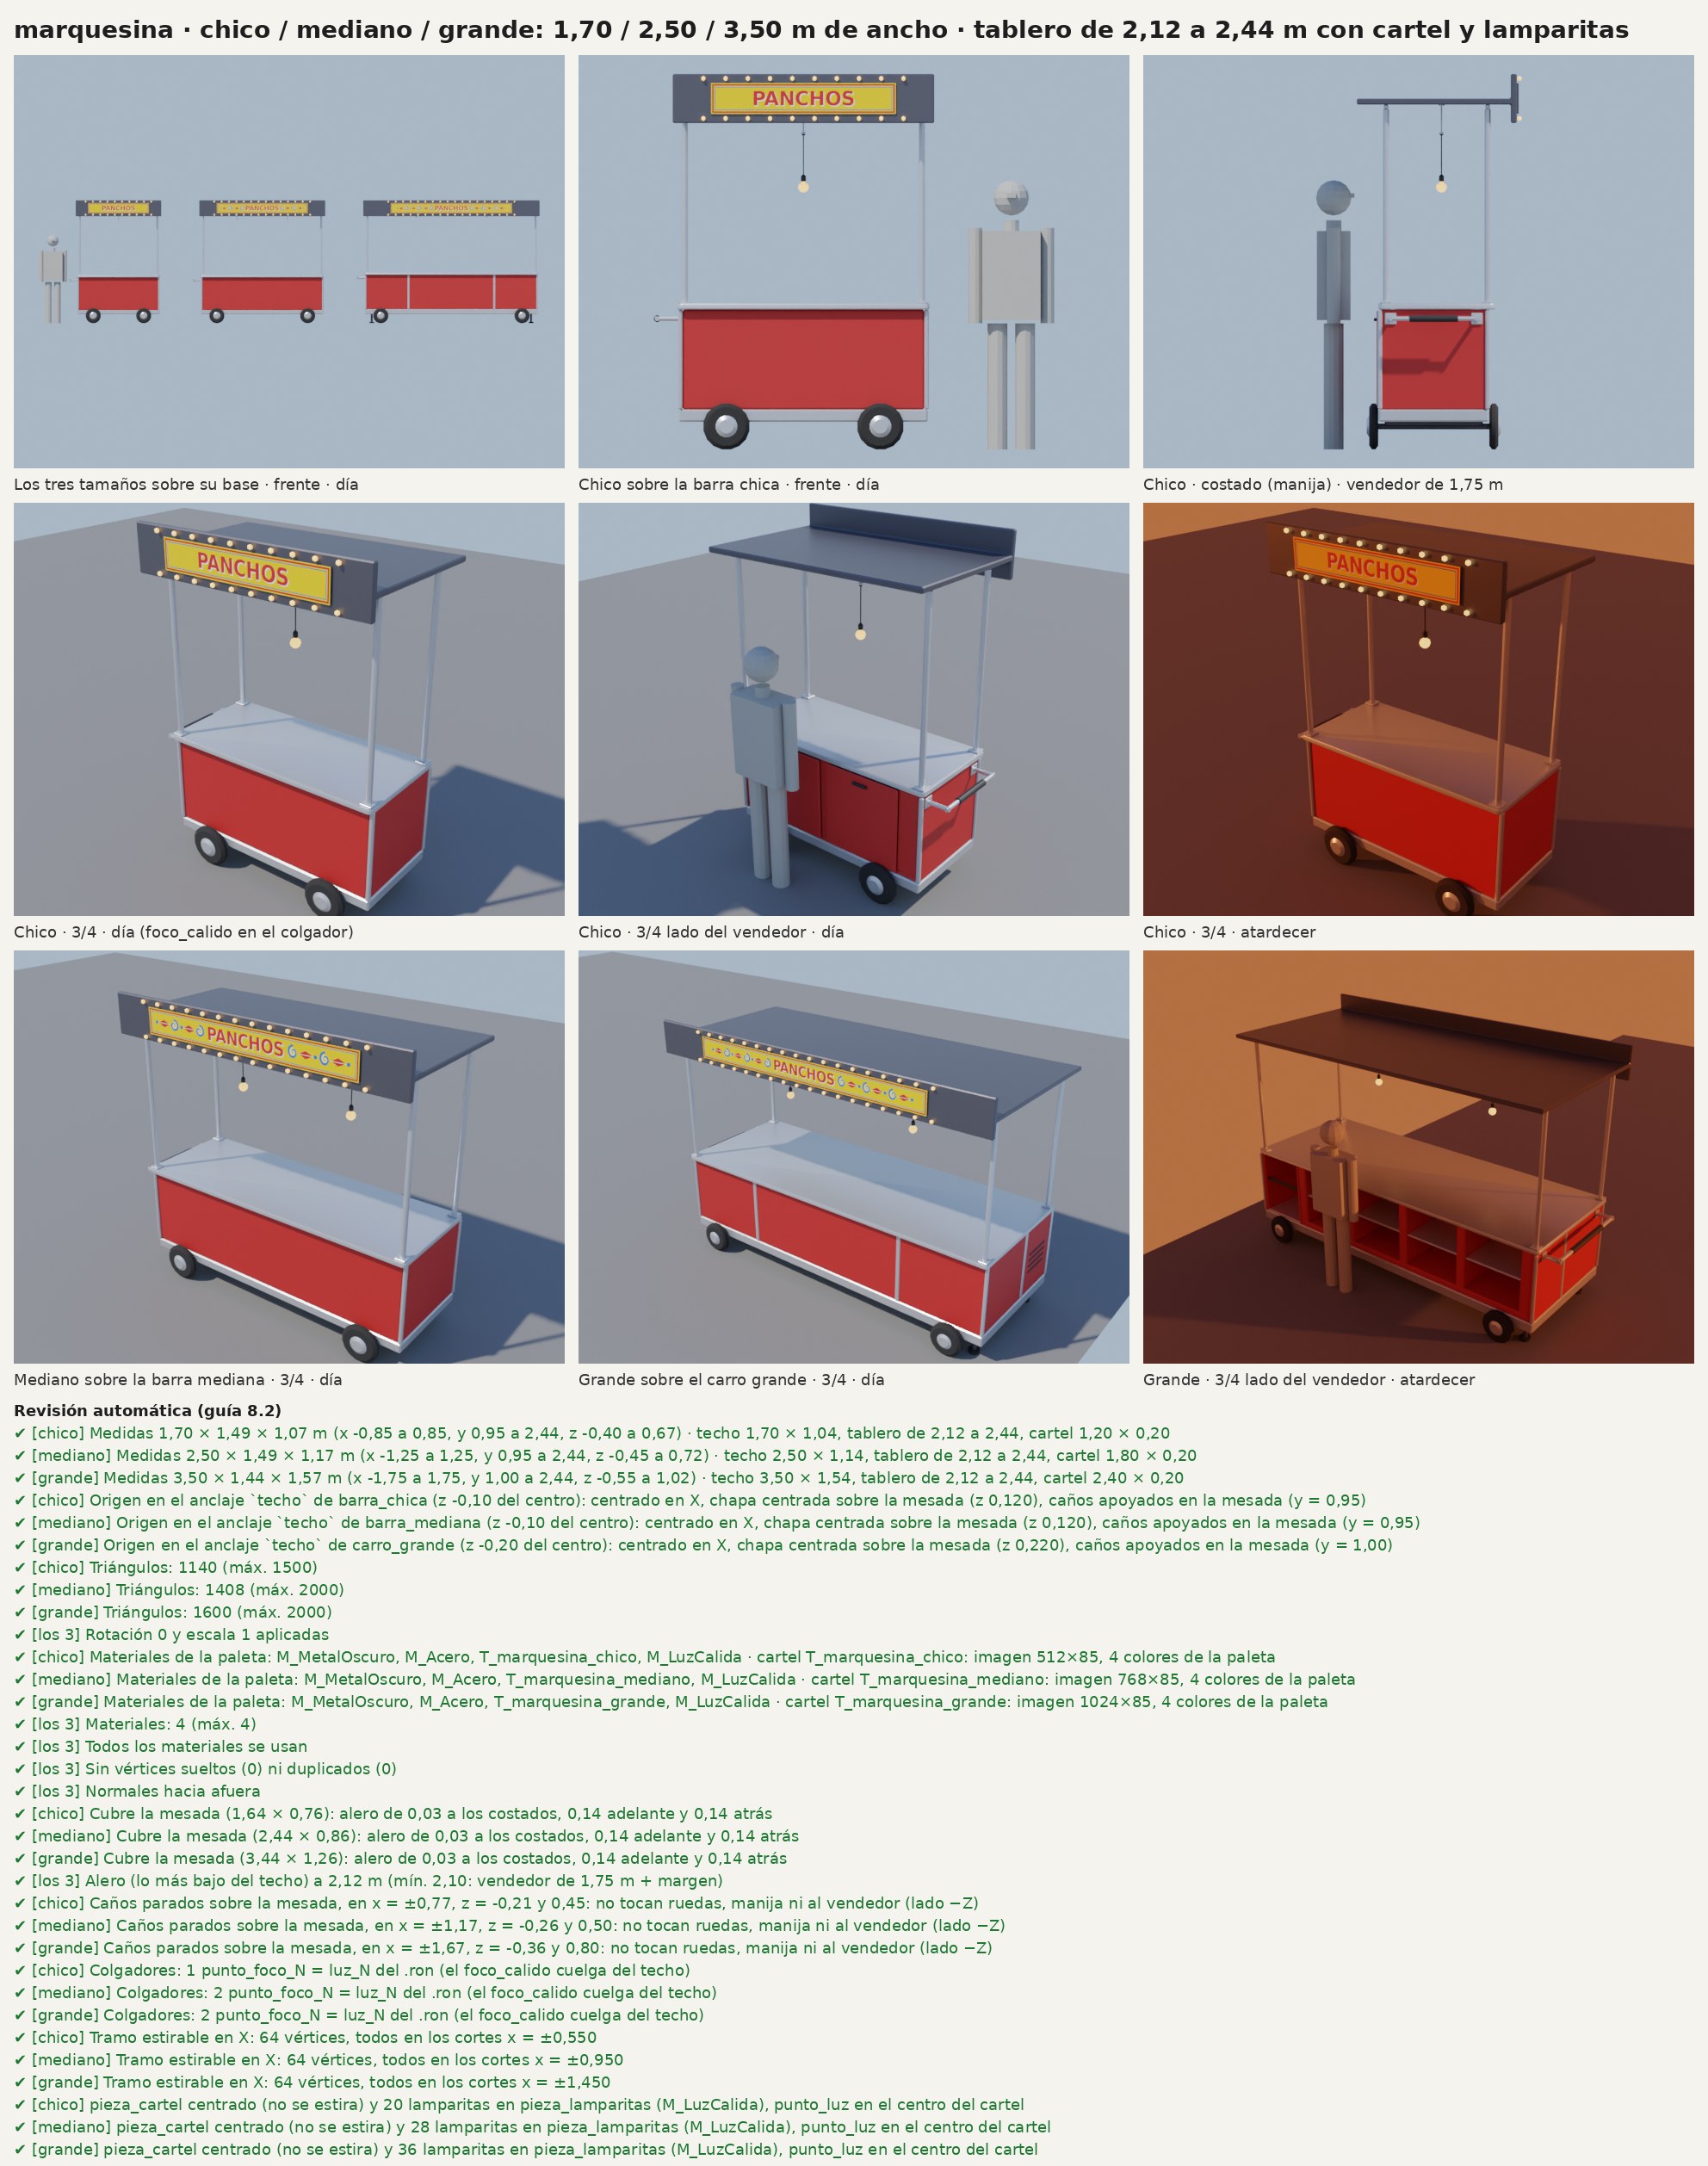 marquesina · chico / mediano / grande: 1,70 / 2,50 / 3,50 m de ancho · tablero de 2,12 a 2,44 m con cartel y lamparitas
PANCHOS
PANCHOS
PANCHOS
PANCHOS
Los tres tamaños sobre su base · frente · día
Chico sobre la barra chica · frente · día
Chico · costado (manija) · vendedor de 1,75 m
PANCHOS
PANCHOS
Chico · 3/4 · día (foco_calido en el colgador)
Chico · 3/4 lado del vendedor · día
Chico · 3/4 · atardecer
PANCHOS
PANCHOS
Mediano sobre la barra mediana · 3/4 · día
Grande sobre el carro grande · 3/4 · día
Grande · 3/4 lado del vendedor · atardecer
Revisión automática (guía 8.2)
✔ [chico] Medidas 1,70 × 1,49 × 1,07 m (x -0,85 a 0,85, y 0,95 a 2,44, z -0,40 a 0,67) · techo 1,70 × 1,04, tablero de 2,12 a 2,44, cartel 1,20 × 0,20
✔ [mediano] Medidas 2,50 × 1,49 × 1,17 m (x -1,25 a 1,25, y 0,95 a 2,44, z -0,45 a 0,72) · techo 2,50 × 1,14, tablero de 2,12 a 2,44, cartel 1,80 × 0,20
✔ [grande] Medidas 3,50 × 1,44 × 1,57 m (x -1,75 a 1,75, y 1,00 a 2,44, z -0,55 a 1,02) · techo 3,50 × 1,54, tablero de 2,12 a 2,44, cartel 2,40 × 0,20
✔ [chico] Origen en el anclaje `techo` de barra_chica (z -0,10 del centro): centrado en X, chapa centrada sobre la mesada (z 0,120), caños apoyados en la mesada (y = 0,95)
✔ [mediano] Origen en el anclaje `techo` de barra_mediana (z -0,10 del centro): centrado en X, chapa centrada sobre la mesada (z 0,120), caños apoyados en la mesada (y = 0,95)
✔ [grande] Origen en el anclaje `techo` de carro_grande (z -0,20 del centro): centrado en X, chapa centrada sobre la mesada (z 0,220), caños apoyados en la mesada (y = 1,00)
✔ [chico] Triángulos: 1140 (máx. 1500)
✔ [mediano] Triángulos: 1408 (máx. 2000)
✔ [grande] Triángulos: 1600 (máx. 2000)
✔ [los 3] Rotación 0 y escala 1 aplicadas
✔ [chico] Materiales de la paleta: M_MetalOscuro, M_Acero, T_marquesina_chico, M_LuzCalida · cartel T_marquesina_chico: imagen 512×85, 4 colores de la paleta
✔ [mediano] Materiales de la paleta: M_MetalOscuro, M_Acero, T_marquesina_mediano, M_LuzCalida · cartel T_marquesina_mediano: imagen 768×85, 4 colores de la paleta
✔ [grande] Materiales de la paleta: M_MetalOscuro, M_Acero, T_marquesina_grande, M_LuzCalida · cartel T_marquesina_grande: imagen 1024×85, 4 colores de la paleta
✔ [los 3] Materiales: 4 (máx. 4)
✔ [los 3] Todos los materiales se usan
✔ [los 3] Sin vértices sueltos (0) ni duplicados (0)
✔ [los 3] Normales hacia afuera
✔ [chico] Cubre la mesada (1,64 × 0,76): alero de 0,03 a los costados, 0,14 adelante y 0,14 atrás
✔ [mediano] Cubre la mesada (2,44 × 0,86): alero de 0,03 a los costados, 0,14 adelante y 0,14 atrás
✔ [grande] Cubre la mesada (3,44 × 1,26): alero de 0,03 a los costados, 0,14 adelante y 0,14 atrás
✔ [los 3] Alero (lo más bajo del techo) a 2,12 m (mín. 2,10: vendedor de 1,75 m + margen)
✔ [chico] Caños parados sobre la mesada, en x = ±0,77, z = -0,21 y 0,45: no tocan ruedas, manija ni al vendedor (lado −Z)
✔ [mediano] Caños parados sobre la mesada, en x = ±1,17, z = -0,26 y 0,50: no tocan ruedas, manija ni al vendedor (lado −Z)
✔ [grande] Caños parados sobre la mesada, en x = ±1,67, z = -0,36 y 0,80: no tocan ruedas, manija ni al vendedor (lado −Z)
✔ [chico] Colgadores: 1 punto_foco_N = luz_N del .ron (el foco_calido cuelga del techo)
✔ [mediano] Colgadores: 2 punto_foco_N = luz_N del .ron (el foco_calido cuelga del techo)
✔ [grande] Colgadores: 2 punto_foco_N = luz_N del .ron (el foco_calido cuelga del techo)
✔ [chico] Tramo estirable en X: 64 vértices, todos en los cortes x = ±0,550
✔ [mediano] Tramo estirable en X: 64 vértices, todos en los cortes x = ±0,950
✔ [grande] Tramo estirable en X: 64 vértices, todos en los cortes x = ±1,450
✔ [chico] pieza_cartel centrado (no se estira) y 20 lamparitas en pieza_lamparitas (M_LuzCalida), punto_luz en el centro del cartel
✔ [mediano] pieza_cartel centrado (no se estira) y 28 lamparitas en pieza_lamparitas (M_LuzCalida), punto_luz en el centro del cartel
✔ [grande] pieza_cartel centrado (no se estira) y 36 lamparitas en pieza_lamparitas (M_LuzCalida), punto_luz en el centro del cartel